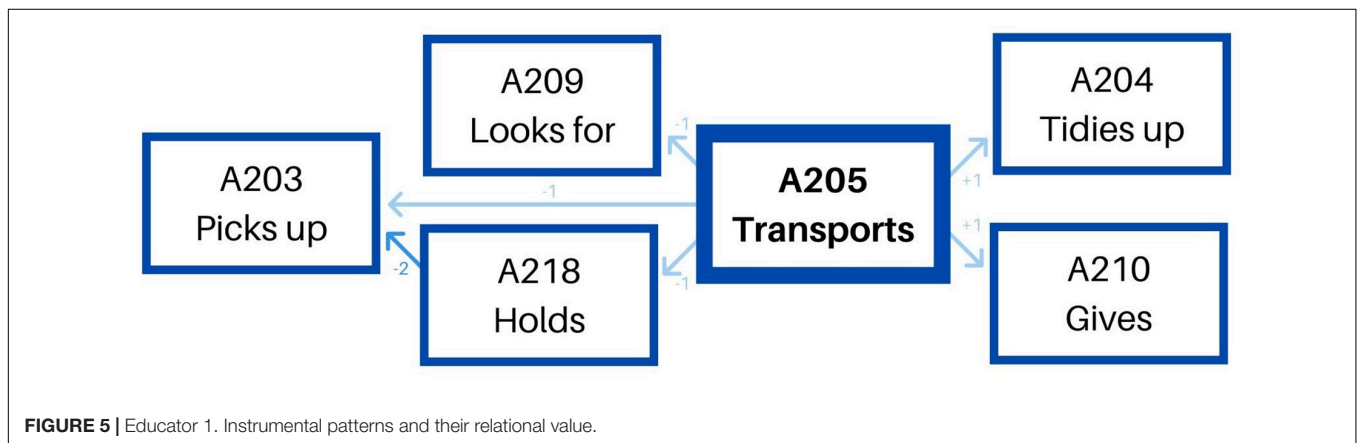 A209
Looks for
A204
Tidies up
-1
+1
A203
Picks up
-1
A205
Transports
-2
A218
Holds
-1
+1
A210
Gives
FIGURE 5 | Educator 1. Instrumental patterns and their relational value.